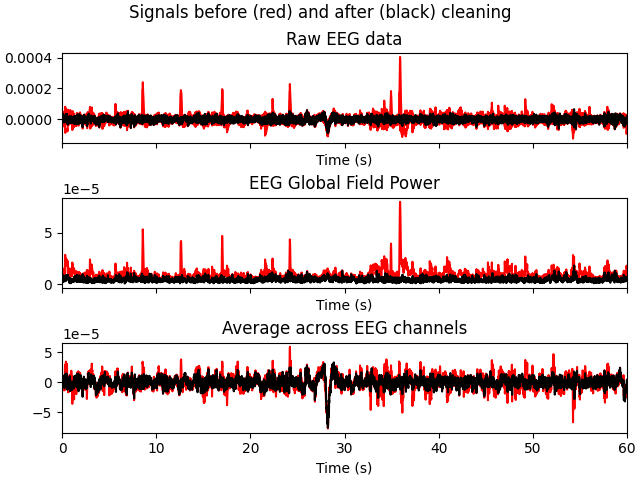 Signals before (red) and after (black) cleaning
Raw EEG data
0.0004
0.0002
0.0000
Time (s)
EEG Global Field Power
1e−5
5
0
Time (s)
Average across EEG channels
1e−5
5
0
−5
0 10 20 30 40 50 60
Time (s)